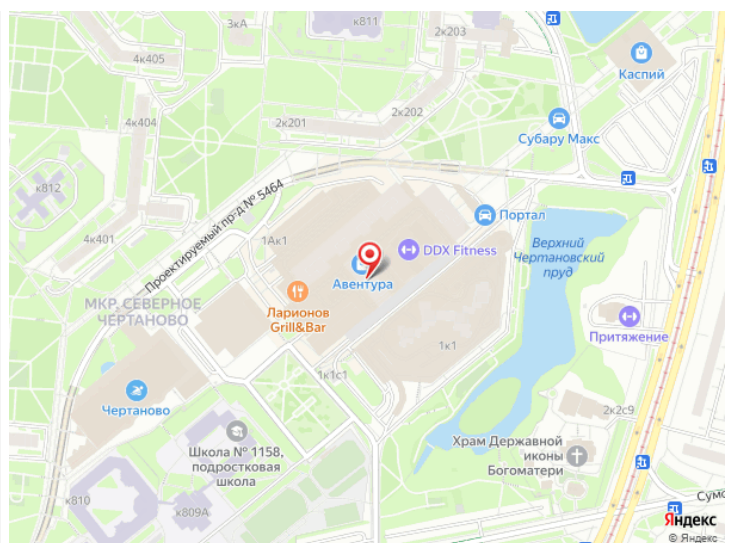 к811
3кА
2к203
4к405
Каспий
2к202
4к404
2к201
Субару Макс
к812
Проектируемый пр-д № 5464
Портал
4к401
1Ак1
DDX Fitness
Верхний
Чертановский
пруд
Авентура
МКР. СЕВЕРНОЕ
ЧЕРТАНОВО
Ларионов
Grill&Bar
Притяжение
1к1
1к1с1
Чертаново
2к2с9
Школа № 1158,
подростковая
школа
Храм Державной
иконы
Богоматери
к810
к809А
Сумс
Яндекс
© Яндекс